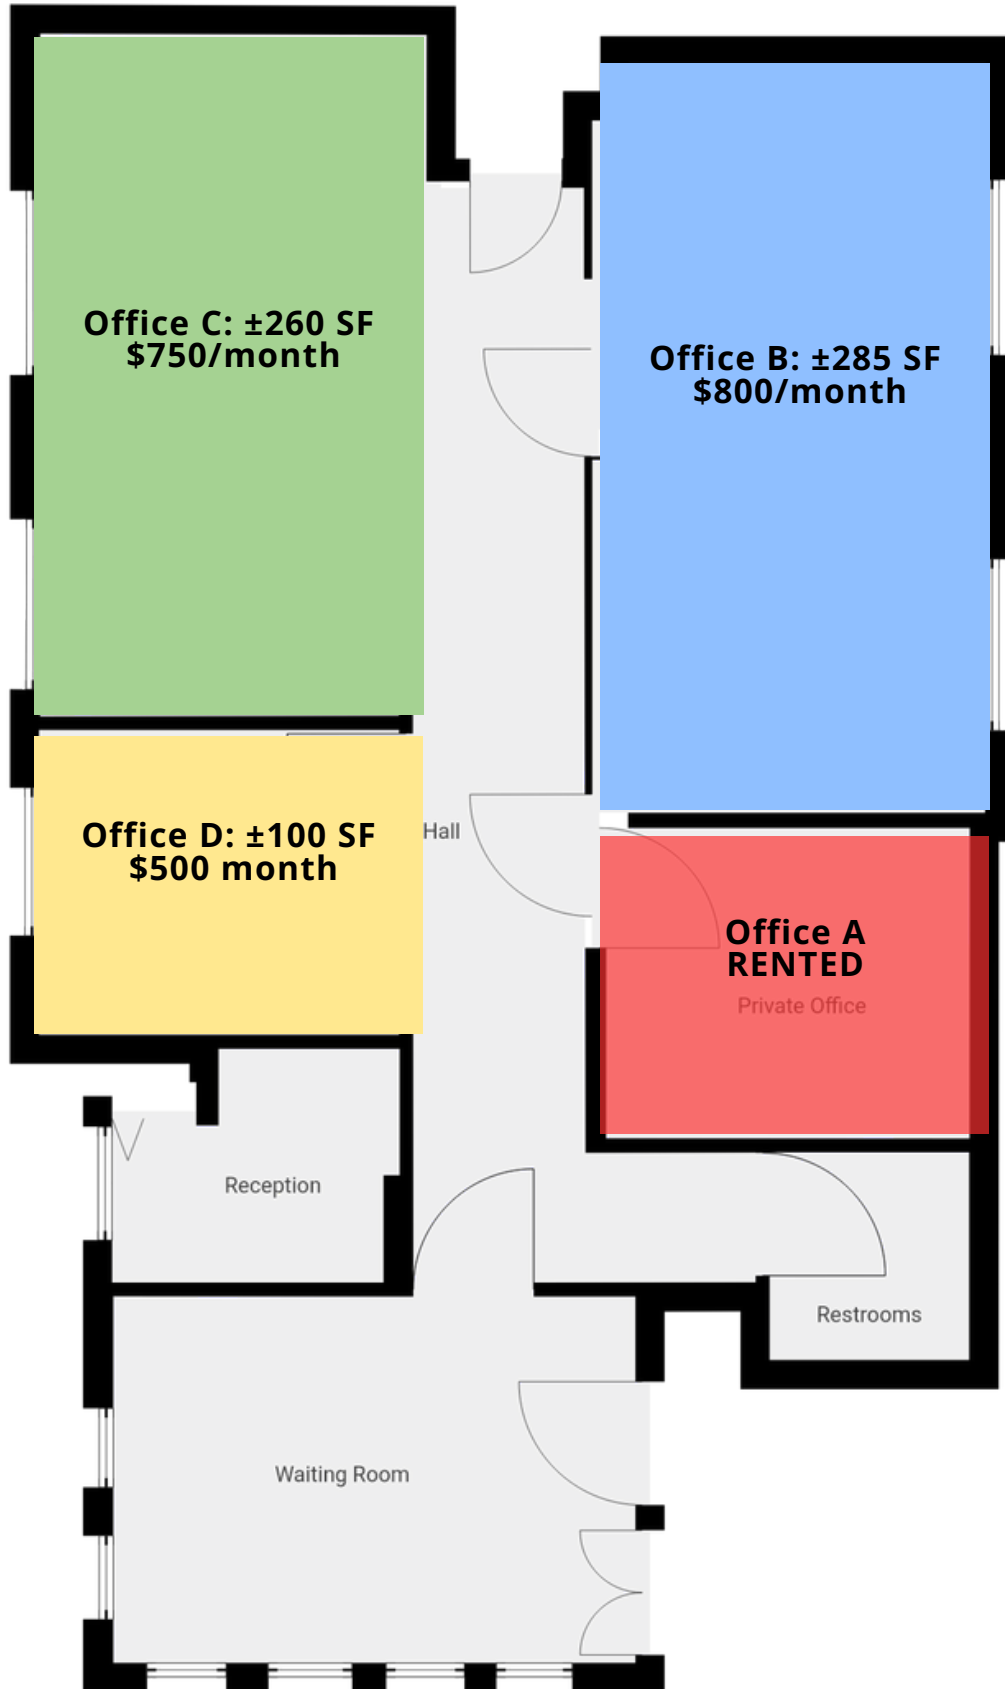 Office C: ±260 SF
$750/month
Office B: ±285 SF
$800/month
Office D: ±100 SF
$500 month
Hall
Office A
RENTED
Private Office
Reception
Restrooms
Waiting Room